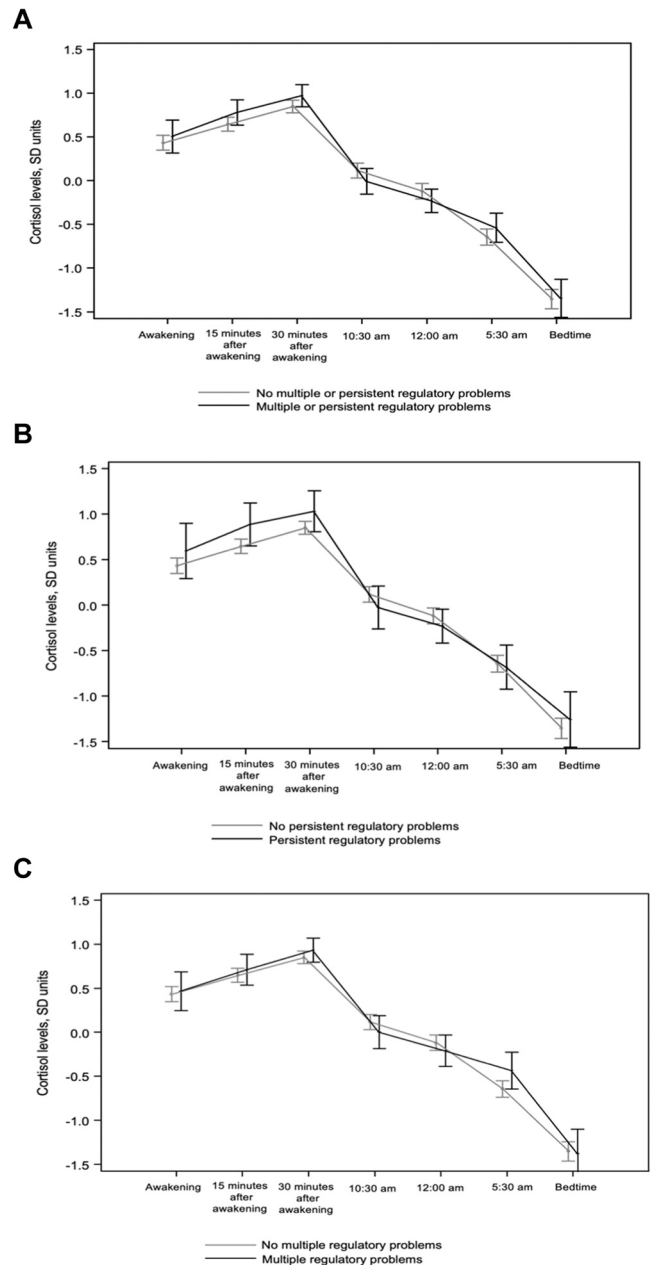 A
1.5
1.0
0.5
0.0
-0.5
-1.0
-1.5
Cortisol levels, SD units
Awakening
15 minutes
after
awakening
30 minutes
after
awakening
10:30 am
12:00 am
5:30 am
Bedtime
No multiple or persistent regulatory problems
Multiple or persistent regulatory problems
B
1.5
1.0
0.5
0.0
-0.5
-1.0
-1.5
Cortisol levels, SD units
Awakening
15 minutes
after
awakening
30 minutes
after
awakening
10:30 am
12:00 am
5:30 am
Bedtime
No persistent regulatory problems
Persistent regulatory problems
C
1.5
1.0
0.5
0.0
-0.5
-1.0
-1.5
Cortisol levels, SD units
Awakening
15 minutes
after
awakening
30 minutes
after
awakening
10:30 am
12:00 am
5:30 am
Bedtime
No multiple regulatory problems
Multiple regulatory problems